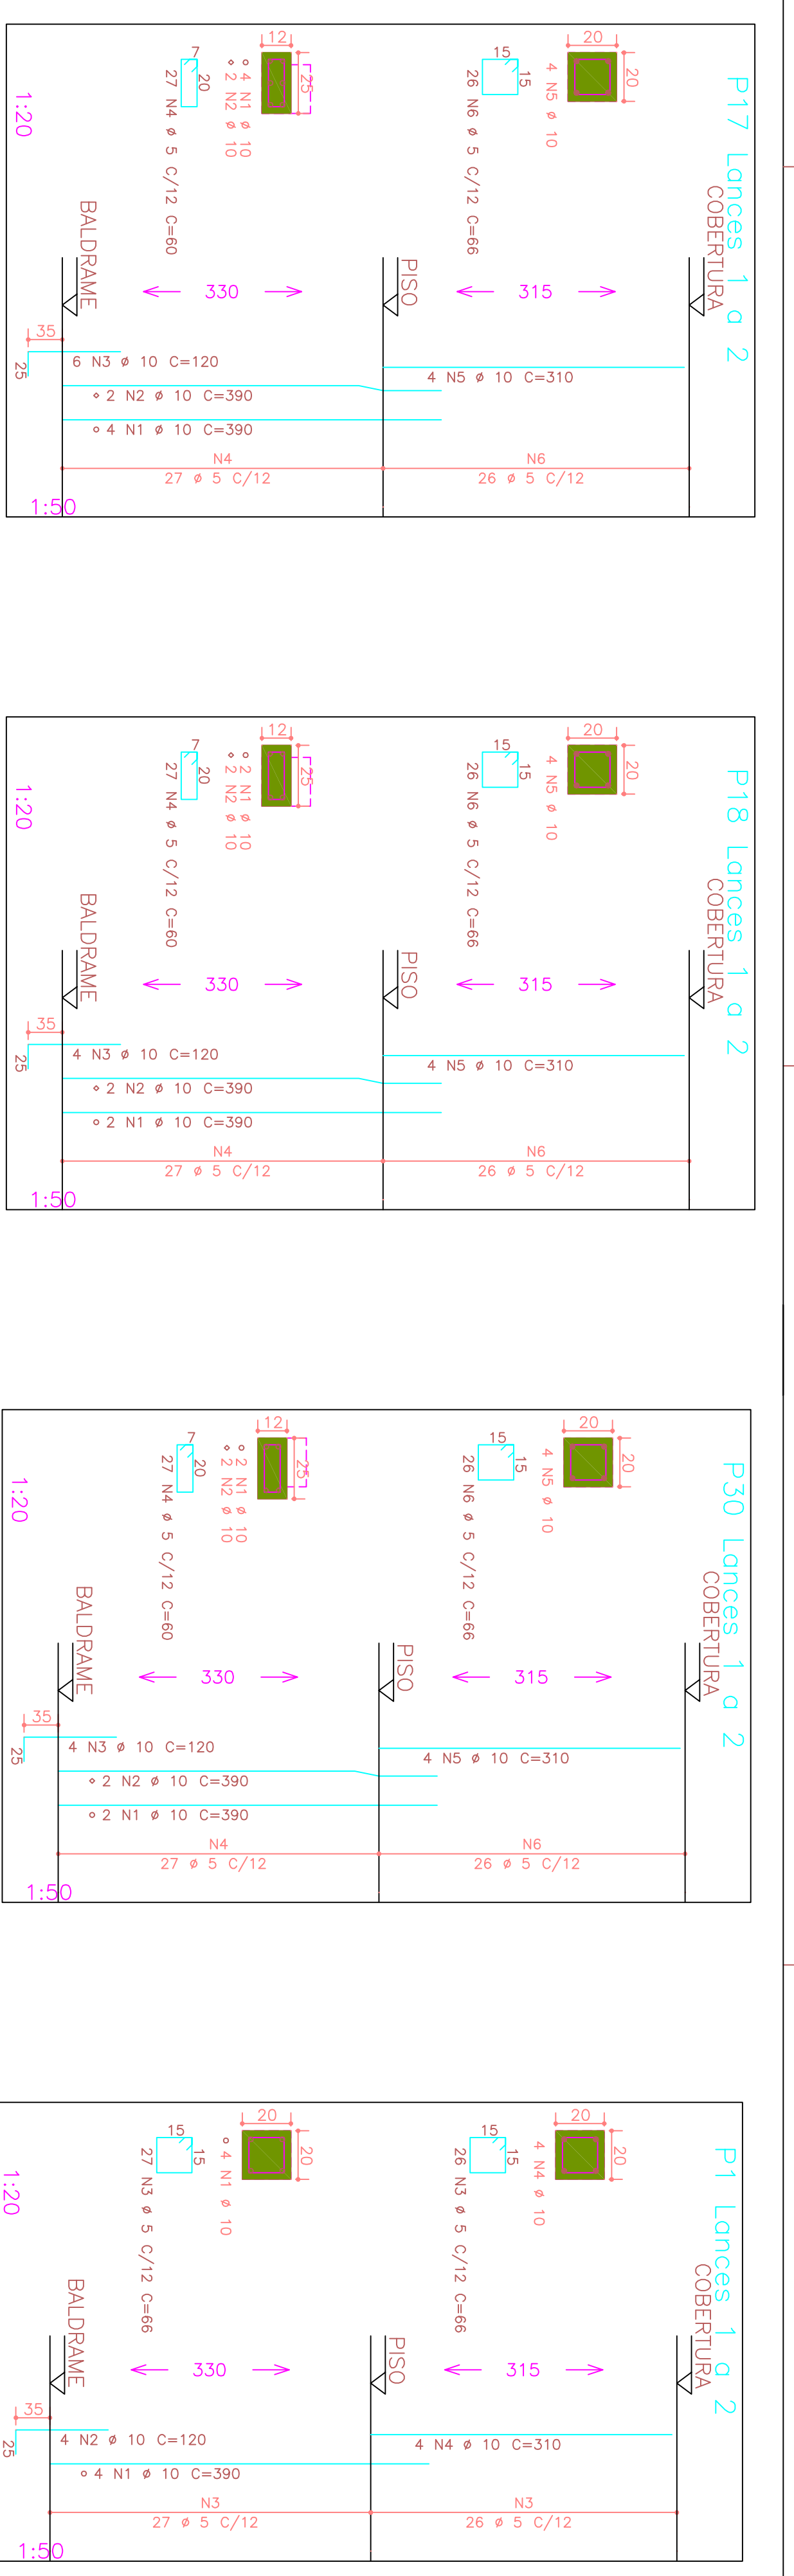 P17 Lances 1 a 2
COBERTURA
20
20
4 N5 ø 10
15
15
26 N6 ø 5 C/12 C=66
315
4 N5 ø 10 C=310
N6
26 ø 5 C/12
PISO
12
25
4 N1 ø 10
2 N2 ø 10
7
20
27 N4 ø 5 C/12 C=60
330
BALDRAME
35
25
6 N3 ø 10 C=120
2 N2 ø 10 C=390
4 N1 ø 10 C=390
N4
27 ø 5 C/12
1:20
1:50
P18 Lances 1 a 2
COBERTURA
20
20
4 N5 ø 10
15
15
26 N6 ø 5 C/12 C=66
315
4 N5 ø 10 C=310
N6
26 ø 5 C/12
PISO
12
25
2 N1 ø 10
2 N2 ø 10
7
20
27 N4 ø 5 C/12 C=60
330
BALDRAME
35
25
4 N3 ø 10 C=120
2 N2 ø 10 C=390
2 N1 ø 10 C=390
N4
27 ø 5 C/12
1:20
1:50
P30 Lances 1 a 2
COBERTURA
20
20
4 N5 ø 10
15
15
26 N6 ø 5 C/12 C=66
315
4 N5 ø 10 C=310
N6
26 ø 5 C/12
PISO
12
25
2 N1 ø 10
2 N2 ø 10
7
20
27 N4 ø 5 C/12 C=60
330
BALDRAME
35
25
4 N3 ø 10 C=120
2 N2 ø 10 C=390
2 N1 ø 10 C=390
N4
27 ø 5 C/12
1:20
1:50
P1 Lances 1 a 2
COBERTURA
20
20
4 N4 ø 10
15
15
26 N3 ø 5 C/12 C=66
315
4 N4 ø 10 C=310
N3
26 ø 5 C/12
PISO
20
20
4 N1 ø 10
15
15
27 N3 ø 5 C/12 C=66
330
BALDRAME
35
25
4 N2 ø 10 C=120
4 N1 ø 10 C=390
N3
27 ø 5 C/12
1:20
1:50